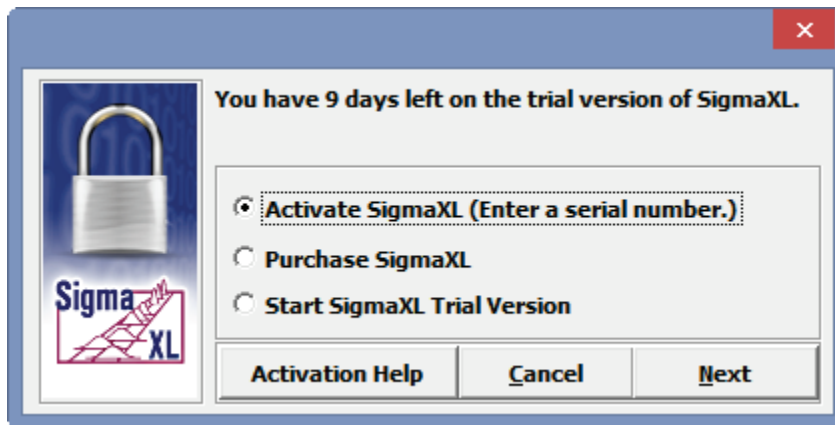 You have 9 days left on the trial version of SigmaXL.
Activate SigmaXL (Enter a serial number.)
Purchase SigmaXL
Start SigmaXL Trial Version
Sigma
XL
Activation Help
Cancel
Next